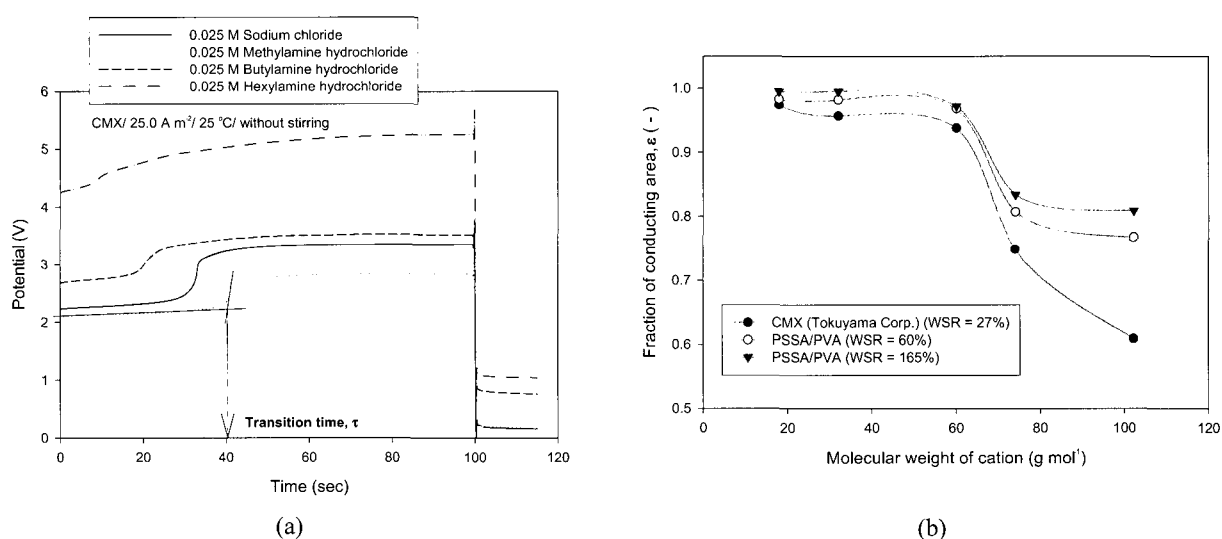 0.025 M Sodium chloride
0.025 M Methylamine hydrochloride
0.025 M Butylamine hydrochloride
0.025 M Hexylamine hydrochloride
6
5
4
3
2
1
0
CMX/ 25.0 A m⁻²/ 25 °C/ without stirring
Potential (V)
Transition time, τ
0 20 40 60 80 100 120
Time (sec)
(a)
1.0
0.9
0.8
0.7
0.6
0.5
Fraction of conducting area, ε ( - )
CMX (Tokuyama Corp.) (WSR = 27%)
PSSA/PVA (WSR = 60%)
PSSA/PVA (WSR = 165%)
0 20 40 60 80 100 120
Molecular weight of cation (g mol¹)
(b)